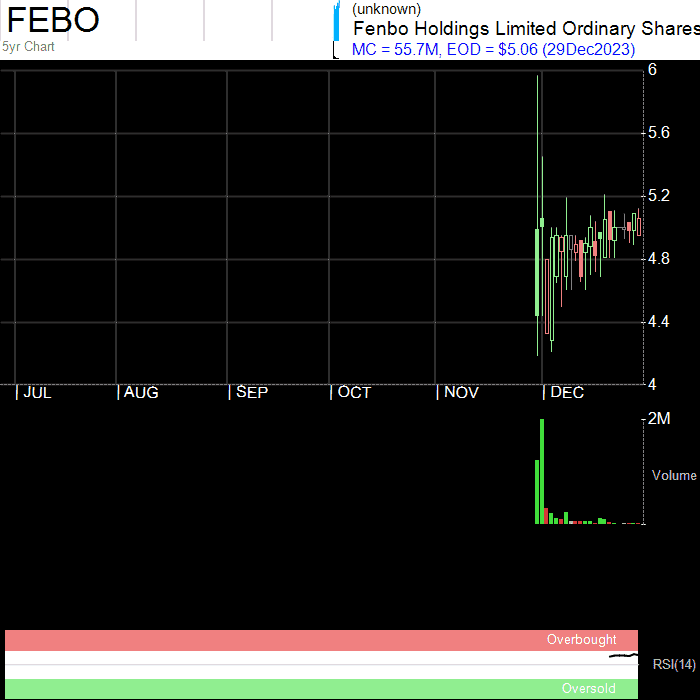 FEBO
5yr Chart
(unknown)
Fenbo Holdings Limited Ordinary Shares
MC = 55.7M, EOD = $5.06 (29Dec2023)
6
5.6
5.2
4.8
4.4
4
JUL AUG SEP OCT NOV DEC
2M
Volume
Overbought
RSI(14)
Oversold